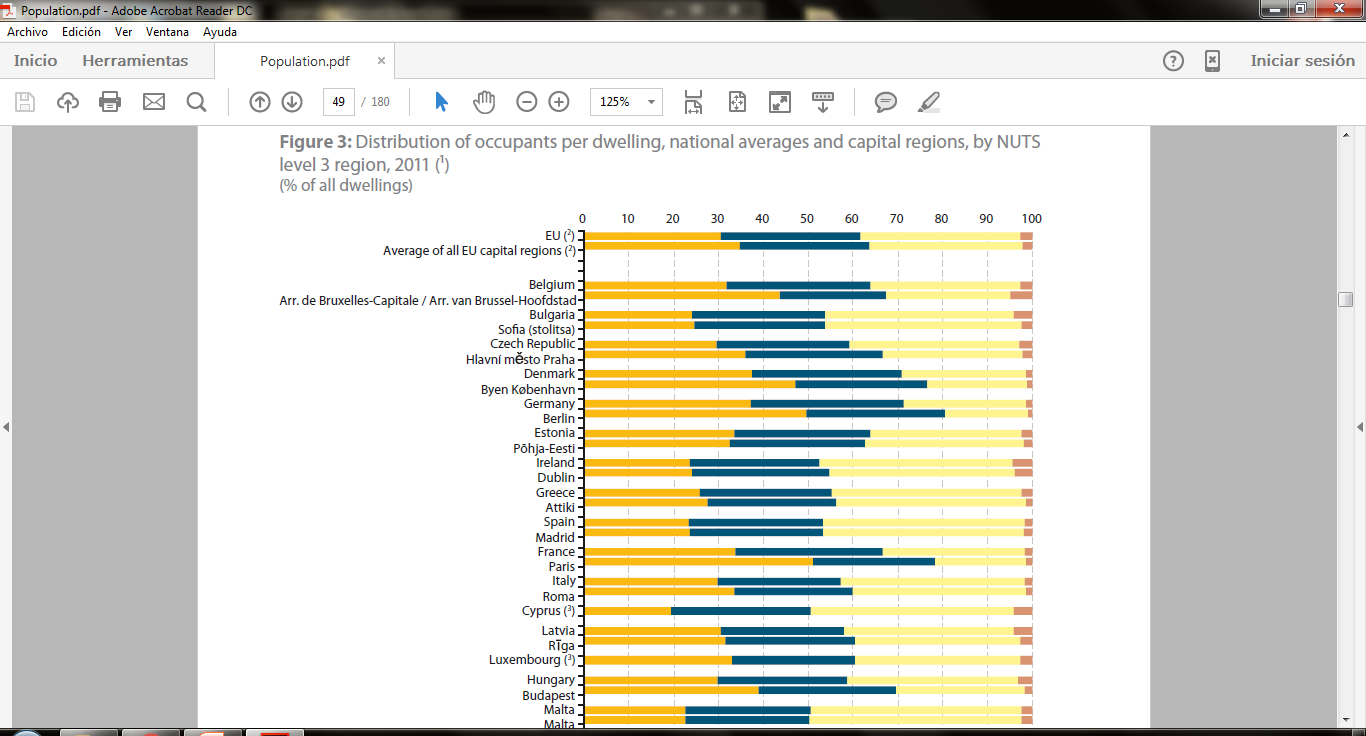 Population.pdf - Adobe Acrobat Reader DC
Archivo Edición Ver Ventana Ayuda
Inicio Herramientas Population.pdf × Iniciar sesión
49 / 180 125%
Figure 3: Distribution of occupants per dwelling, national averages and capital regions, by NUTS
level 3 region, 2011 (¹)
(% of all dwellings)
0 10 20 30 40 50 60 70 80 90 100
EU (²)
Average of all EU capital regions (²)
Belgium
Arr. de Bruxelles-Capitale / Arr. van Brussel-Hoofdstad
Bulgaria
Sofia (stolitsa)
Czech Republic
Hlavní město Praha
Denmark
Byen København
Germany
Berlin
Estonia
Põhja-Eesti
Ireland
Dublin
Greece
Attiki
Spain
Madrid
France
Paris
Italy
Roma
Cyprus (³)
Latvia
Rīga
Luxembourg (³)
Hungary
Budapest
Malta
Malta